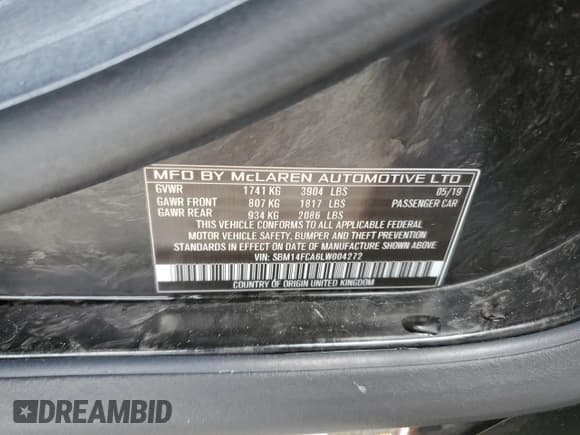 MFD BY McLAREN AUTOMOTIVE LTD
GVWR 1741 KG 3904 LBS 05/19
GAWR FRONT 807 KG 1817 LBS PASSENGER CAR
GAWR REAR 934 KG 2086 LBS
THIS VEHICLE CONFORMS TO ALL APPLICABLE FEDERAL
MOTOR VEHICLE SAFETY, BUMPER AND THEFT PREVENTION
STANDARDS IN EFFECT ON DATE OF MANUFACTURE SHOWN ABOVE
VIN: SBM14FCA6LW004272
COUNTRY OF ORIGIN UNITED KINGDOM
DREAMBID